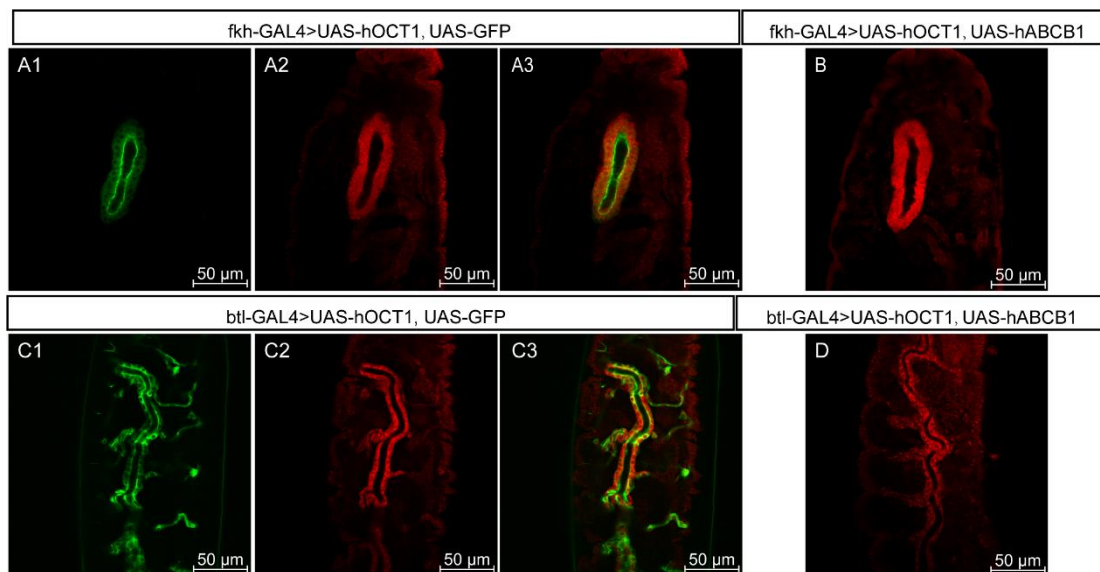 fkh-GAL4>UAS-hOCT1, UAS-GFP
fkh-GAL4>UAS-hOCT1, UAS-hABCB1
A1
A2
A3
B
50 µm
50 µm
50 µm
50 µm
btl-GAL4>UAS-hOCT1, UAS-GFP
btl-GAL4>UAS-hOCT1, UAS-hABCB1
C1
C2
C3
D
50 µm
50 µm
50 µm
50 µm